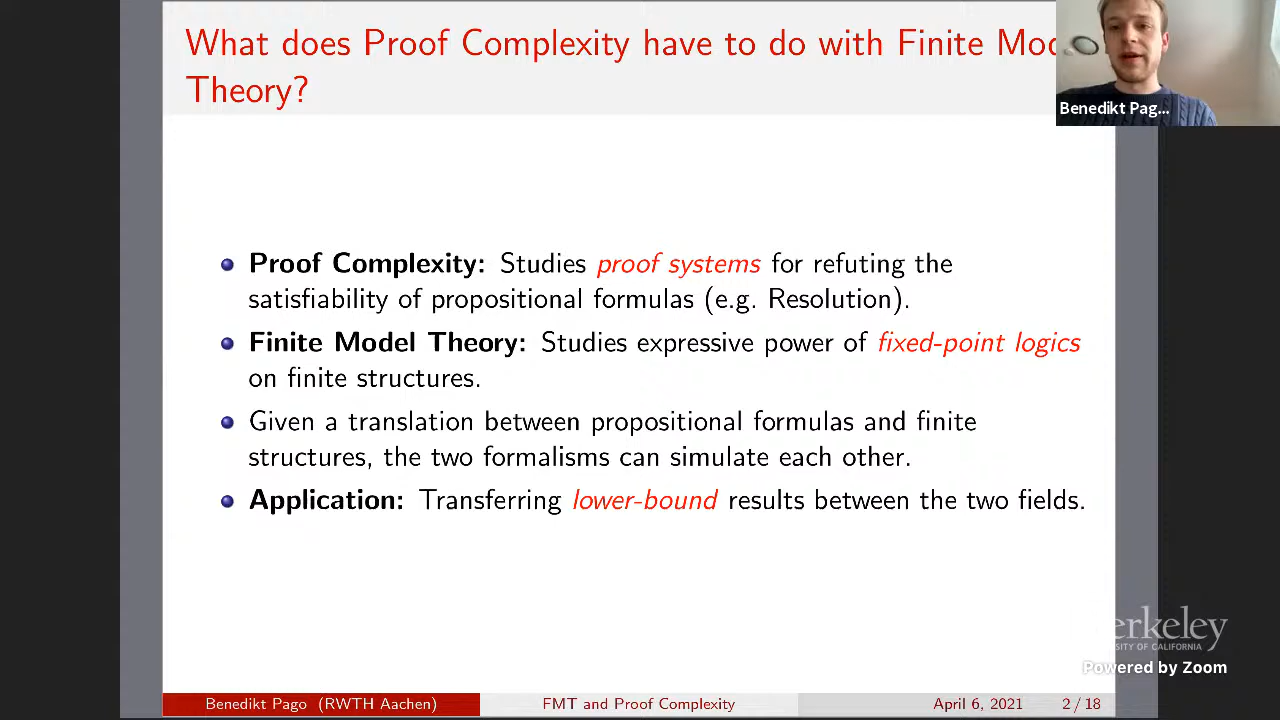 What does Proof Complexity have to do with Finite Mo
Theory?
Benedikt Pag...
Proof Complexity: Studies proof systems for refuting the
satisfiability of propositional formulas (e.g. Resolution).
Finite Model Theory: Studies expressive power of fixed-point logics
on finite structures.
Given a translation between propositional formulas and finite
structures, the two formalisms can simulate each other.
Application: Transferring lower-bound results between the two fields.
erkeley
SITY OF CALIFORNIA
Powered by Zoom
Benedikt Pago (RWTH Aachen)
FMT and Proof Complexity
April 6, 2021
2 / 18